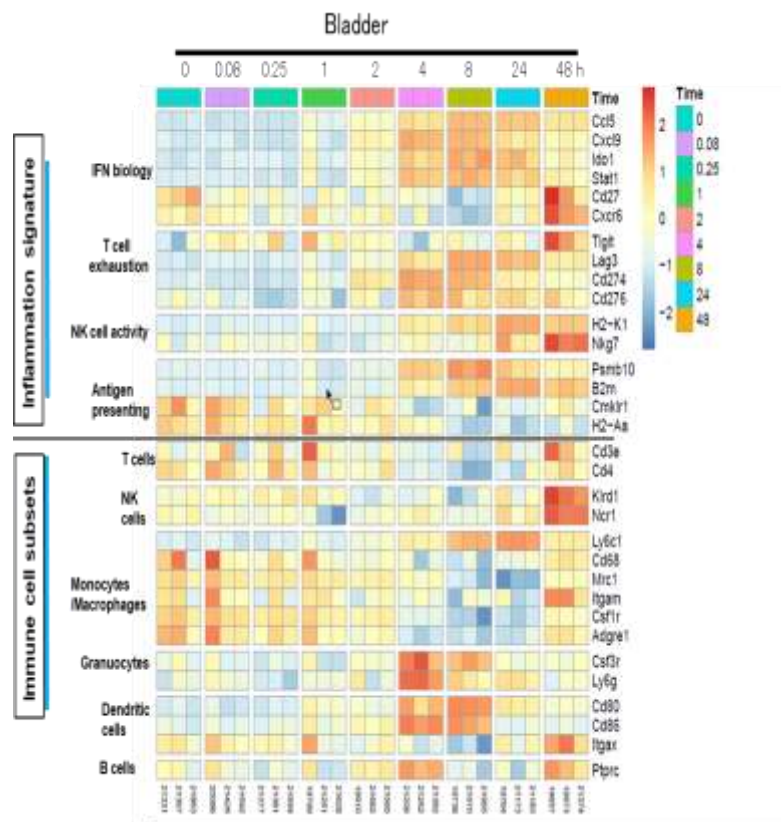 Bladder
0 0.08 0.25 1 2 4 8 24 48 h
Time
Ccl5
Cxcl9
Ido1
Stat1
Cd27
Cxcr6
Tigit
Lag3
Cd274
Cd276
H2-K1
Nkg7
Psmb10
B2m
Cmklr1
H2-Aa
Cd3e
Cd4
Klrd1
Ncr1
Ly6c1
Cd68
Mrc1
Itgam
Csf1r
Adgre1
Csf3r
Ly6g
Cd80
Cd86
Itgax
Ptprc
Inflammation signature
IFN biology
T cell
exhaustion
NK cell activity
Antigen
presenting
Immune cell subsets
T cells
NK
cells
Monocytes
/Macrophages
Granuocytes
Dendritic
cells
B cells
2
1
0
-1
-2
Time
0
0.08
0.25
1
2
4
8
24
48